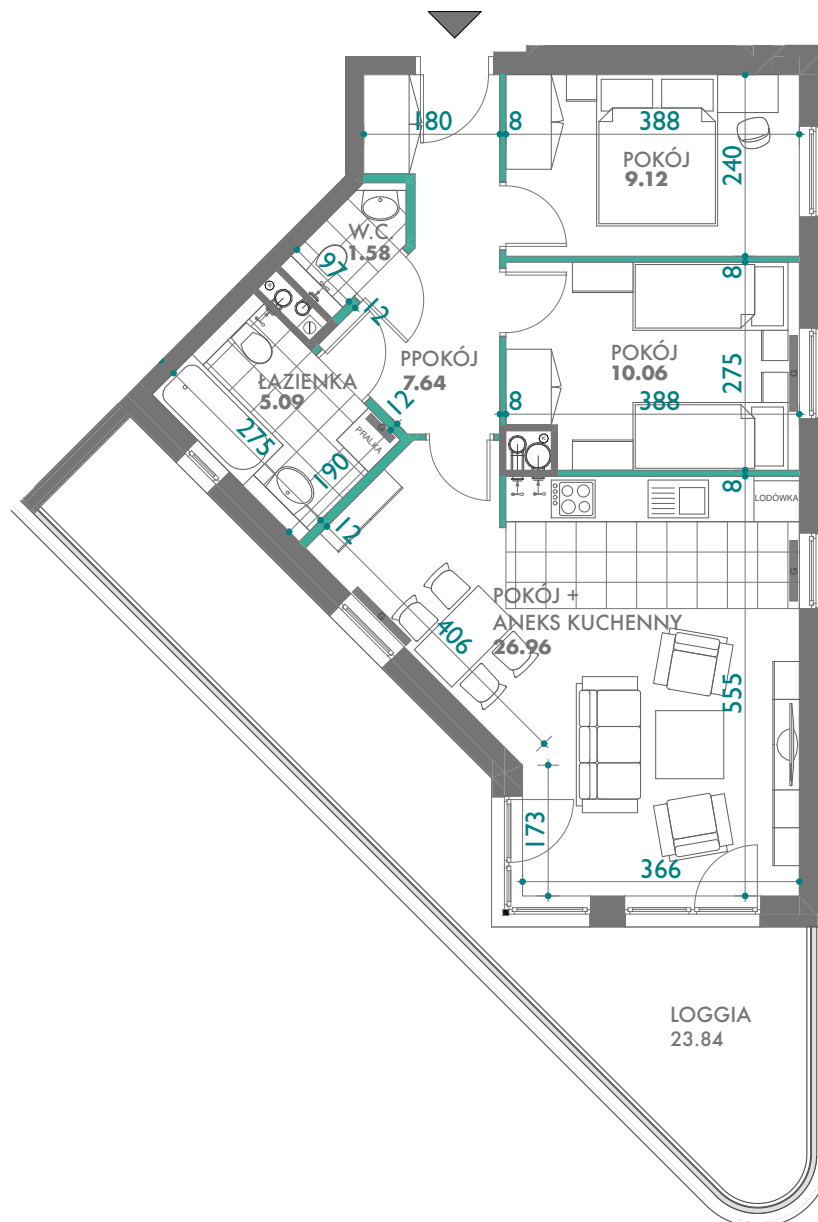 180
8
388
POKÓJ
9.12
240
W.C.
1.58
97
12
8
PPOKÓJ
7.64
POKÓJ
10.06
275
G
8
388
ŁAZIENKA
5.09
12
G
PRALKA
275
190
12
8
LODÓWKA
G
G
POKÓJ +
ANEKS KUCHENNY
26.96
406
555
173
366
LOGGIA
23.84